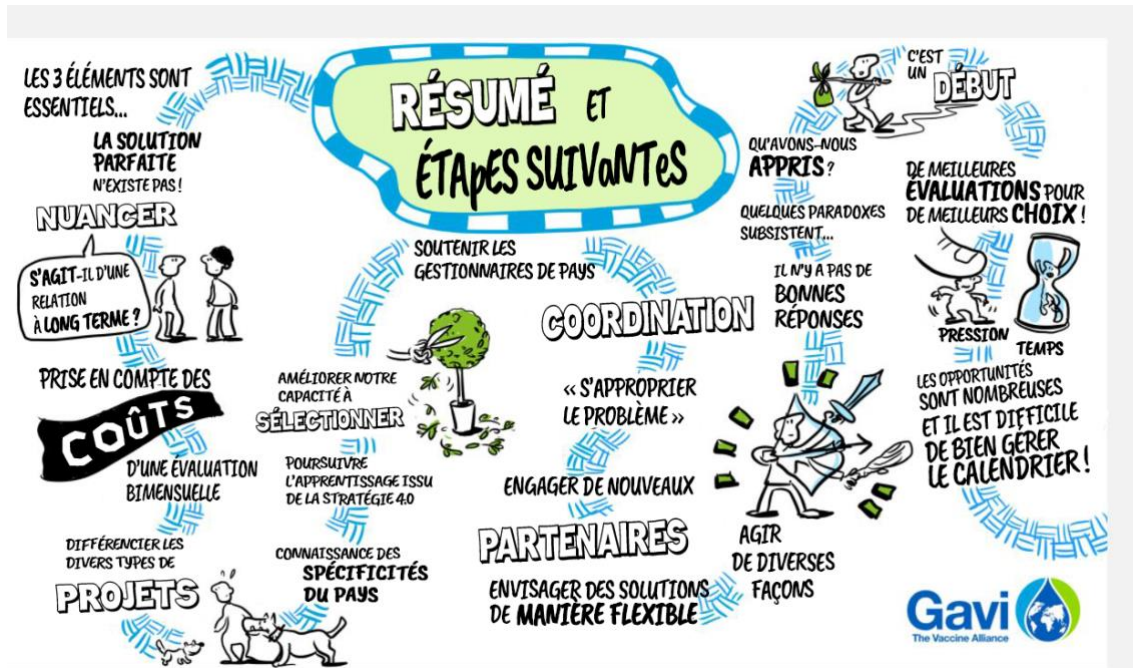 RÉSUMÉ ET
ÉTAPES SUIVANTES
LES 3 ÉLÉMENTS SONT
ESSENTIELS...
LA SOLUTION
PARFAITE
N'EXISTE PAS !
NUANCER
S'AGIT-IL D'UNE
RELATION
À LONG TERME ?
PRISE EN COMPTE DES
COÛTS
D'UNE ÉVALUATION
BIMENSUELLE
DIFFÉRENCIER LES
DIVERS TYPES DE
PROJETS
SOUTENIR LES
GESTIONNAIRES DE PAYS
AMÉLIORER NOTRE
CAPACITÉ À
SÉLECTIONNER
POURSUIVRE
L'APPRENTISSAGE ISSU
DE LA STRATÉGIE 4.0
CONNAISSANCE DES
SPÉCIFICITÉS
DU PAYS
COORDINATION
« S'APPROPRIER
LE PROBLÈME »
ENGAGER DE NOUVEAUX
PARTENAIRES
ENVISAGER DES SOLUTIONS
DE MANIÈRE FLEXIBLE
QU'AVONS-NOUS
APPRIS ?
QUELQUES PARADOXES
SUBSISTENT...
IL N'Y A PAS DE
BONNES
RÉPONSES
AGIR
DE DIVERSES
FAÇONS
C'EST
UN DÉBUT
DE MEILLEURES
ÉVALUATIONS POUR
DE MEILLEURS CHOIX !
PRESSION
TEMPS
LES OPPORTUNITÉS
SONT NOMBREUSES
ET IL EST DIFFICILE
DE BIEN GÉRER
LE CALENDRIER !
Gavi
The Vaccine Alliance